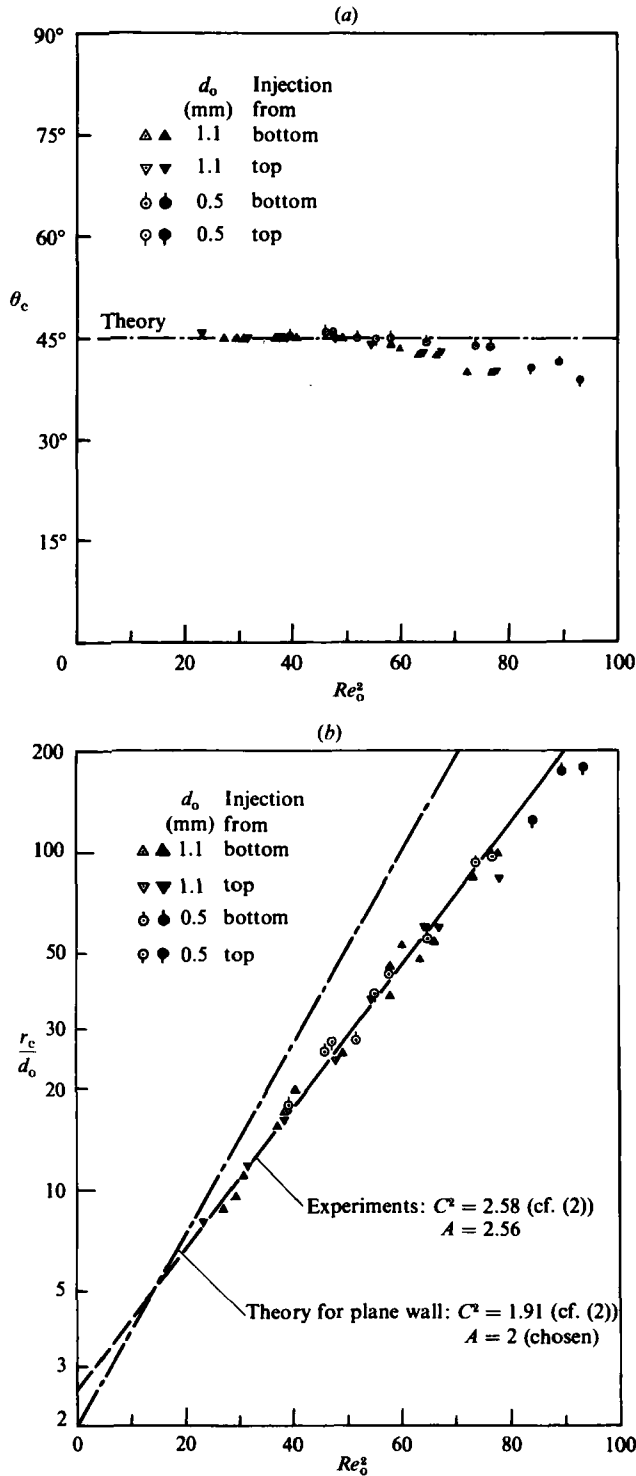 (a)
90°
75°
60°
θc
45°
30°
15°
0
d₀ Injection
(mm) from
1.1 bottom
1.1 top
0.5 bottom
0.5 top
Theory
20 40 60 80 100
Re₀²
(b)
200
100
50
30
20
10
5
3
2
rc/d₀
d₀ Injection
(mm) from
1.1 bottom
1.1 top
0.5 bottom
0.5 top
Experiments: C² = 2.58 (cf. (2))
A = 2.56
Theory for plane wall: C² = 1.91 (cf. (2))
A = 2 (chosen)
0 20 40 60 80 100
Re₀²